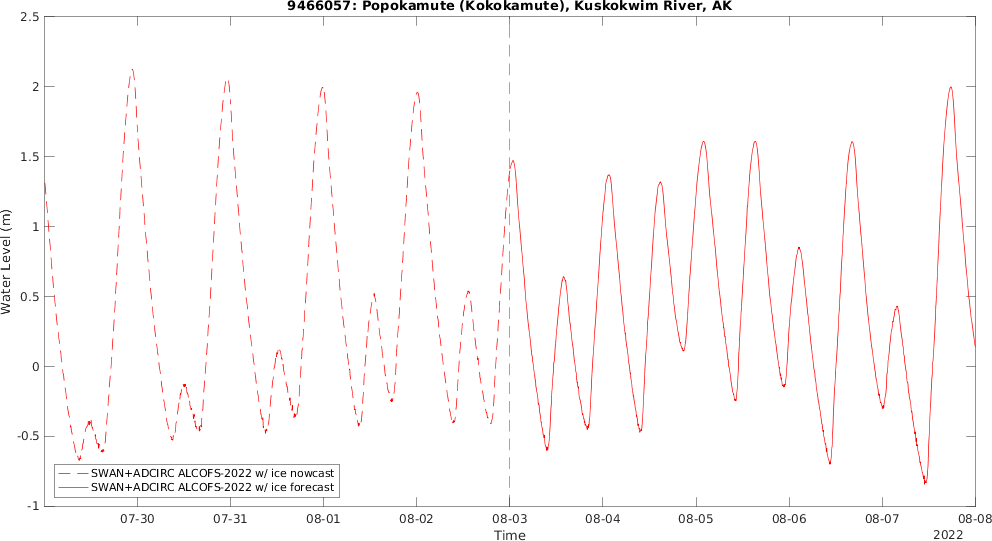 9466057: Popokamute (Kokokamute), Kuskokwim River, AK
2.5
2
1.5
1
0.5
0
-0.5
-1
Water Level (m)
SWAN+ADCIRC ALCOFS-2022 w/ ice nowcast
SWAN+ADCIRC ALCOFS-2022 w/ ice forecast
07-30 07-31 08-01 08-02 08-03 08-04 08-05 08-06 08-07 08-08
Time
2022